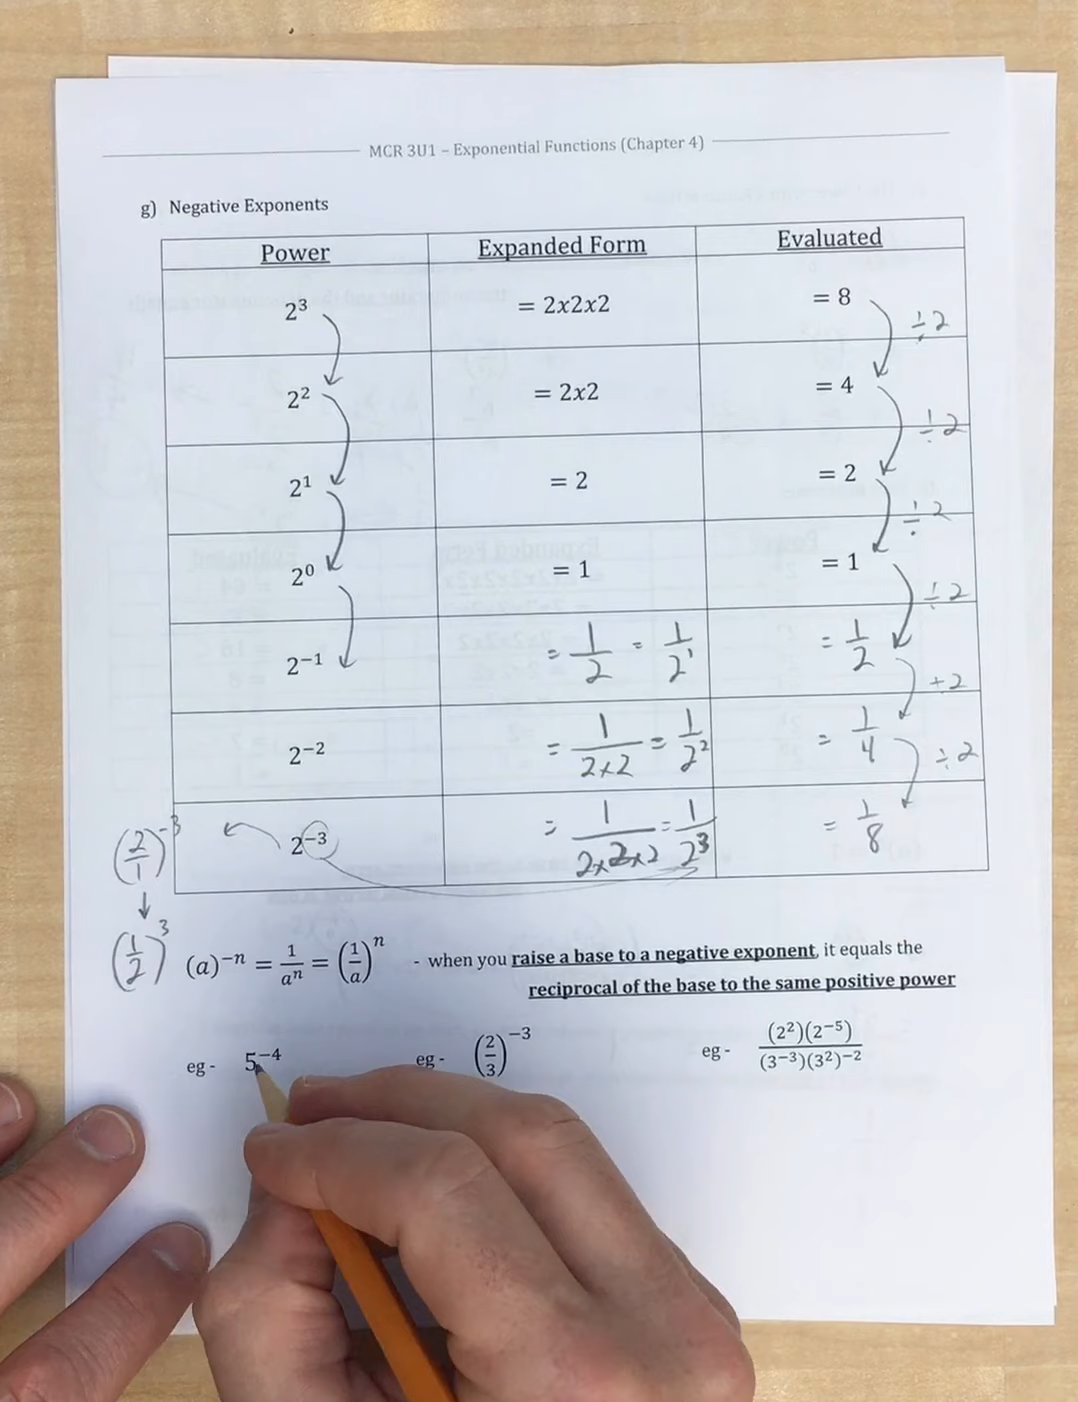 MCR 3U1 – Exponential Functions (Chapter 4)
g) Negative Exponents
Power Expanded Form Evaluated
2³ = 2x2x2 = 8
÷2
2² = 2x2 = 4
÷2
2¹ = 2 = 2
÷2
2⁰ = 1 = 1
÷2
2⁻¹ = 1/2 = 1/2¹ = 1/2
÷2
2⁻² = 1/(2x2) = 1/2² = 1/4
÷2
2⁻³ = 1/(2x2x2) = 1/2³ = 1/8
(2/1)⁻³
↓
(1/2)³
(a)⁻ⁿ = 1/aⁿ = (1/a)ⁿ - when you raise a base to a negative exponent, it equals the
reciprocal of the base to the same positive power
eg - 5⁻⁴ eg - (2/3)⁻³ eg - (2²)(2⁻⁵)/(3⁻³)(3²)⁻²